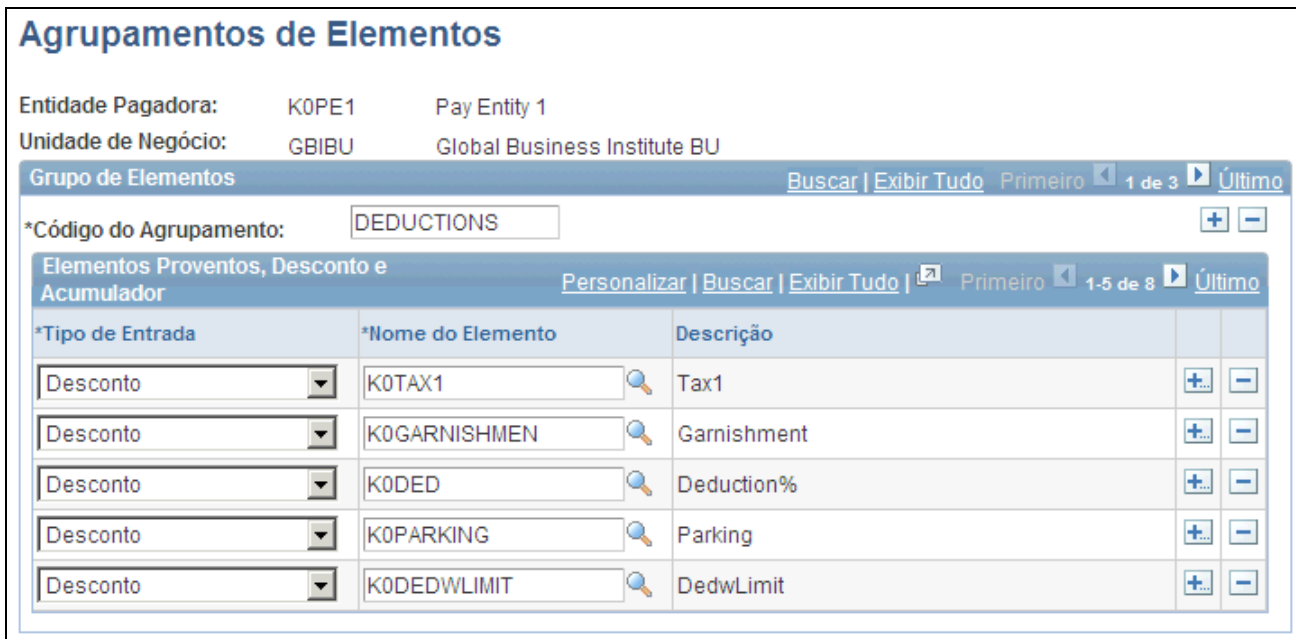 Agrupamentos de Elementos
Entidade Pagadora: K0PE1 Pay Entity 1
Unidade de Negócio: GBIBU Global Business Institute BU
Grupo de Elementos Buscar | Exibir Tudo Primeiro 1 de 3 Último
*Código do Agrupamento: DEDUCTIONS
Elementos Proventos, Desconto e
Acumulador Personalizar | Buscar | Exibir Tudo | Primeiro 1-5 de 8 Último
*Tipo de Entrada *Nome do Elemento Descrição
Desconto K0TAX1 Tax1
Desconto K0GARNISHMEN Garnishment
Desconto K0DED Deduction%
Desconto K0PARKING Parking
Desconto K0DEDWLIMIT DedwLimit